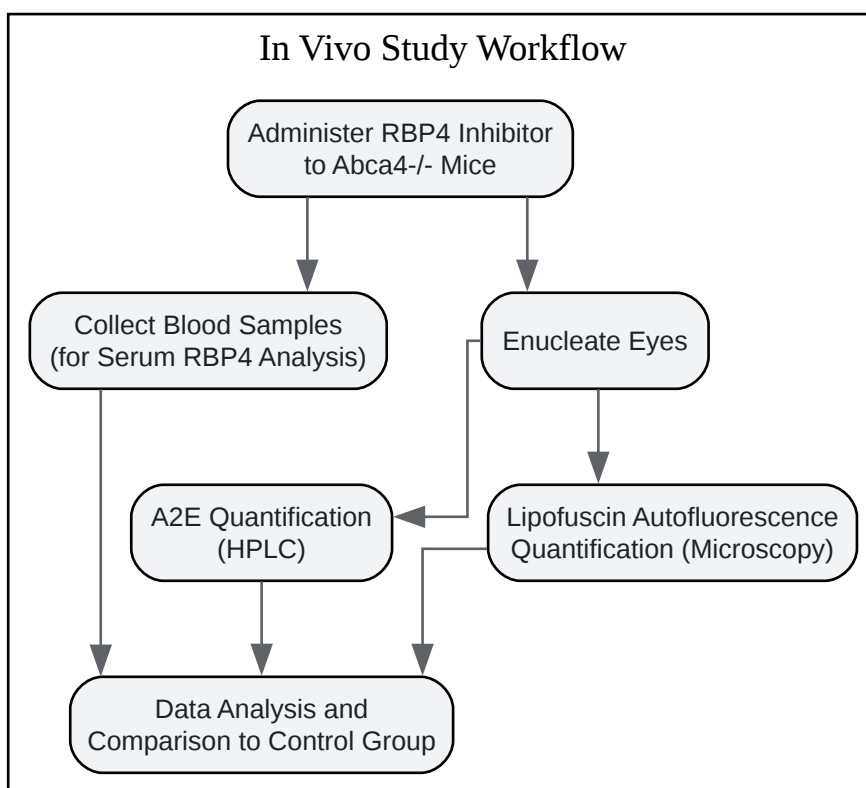 In Vivo Study Workflow
Administer RBP4 Inhibitor
to Abca4-/- Mice
Collect Blood Samples
(for Serum RBP4 Analysis)
Enucleate Eyes
A2E Quantification
(HPLC)
Lipofuscin Autofluorescence
Quantification (Microscopy)
Data Analysis and
Comparison to Control Group